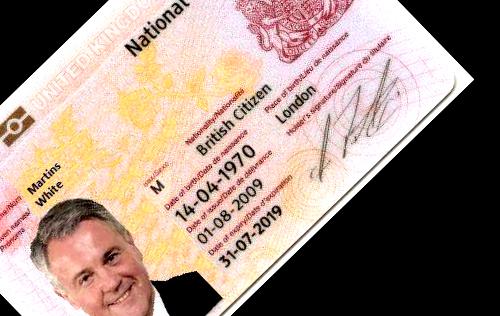 UNITED KINGDO
National
Martins
White
Nationality/Nationalité
British Citizen
Place of birth/Lieu de naissance
London
M
Date of birth/Date de naissance
14-04-1970
Holder's signature/Signature du titulaire
Date of issue/Date de délivrance
01-08-2009
Date of expiry/Date d'expiration
31-07-2019